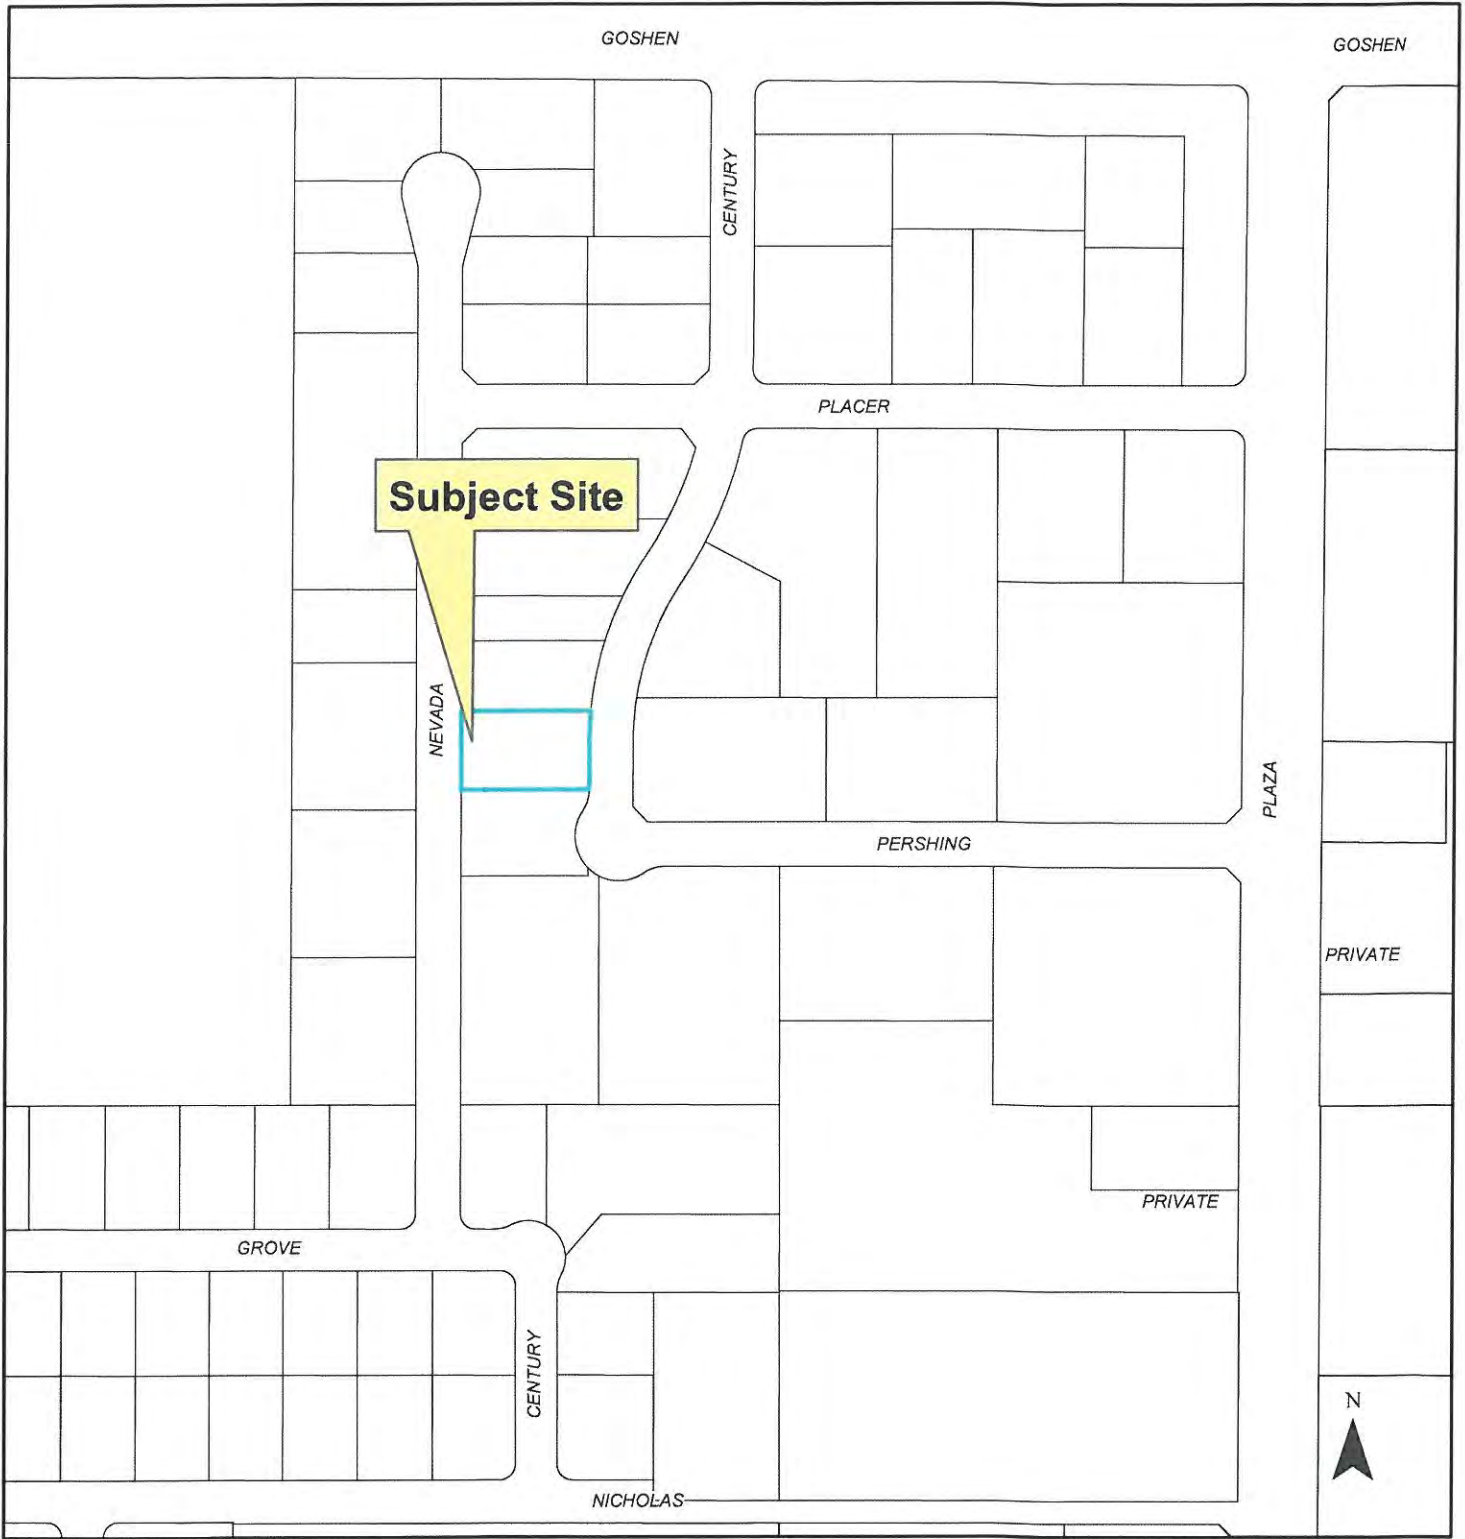 GOSHEN
GOSHEN
CENTURY
PLACER
Subject Site
NEVADA
PLAZA
PERSHING
PRIVATE
PRIVATE
GROVE
CENTURY
N
NICHOLAS